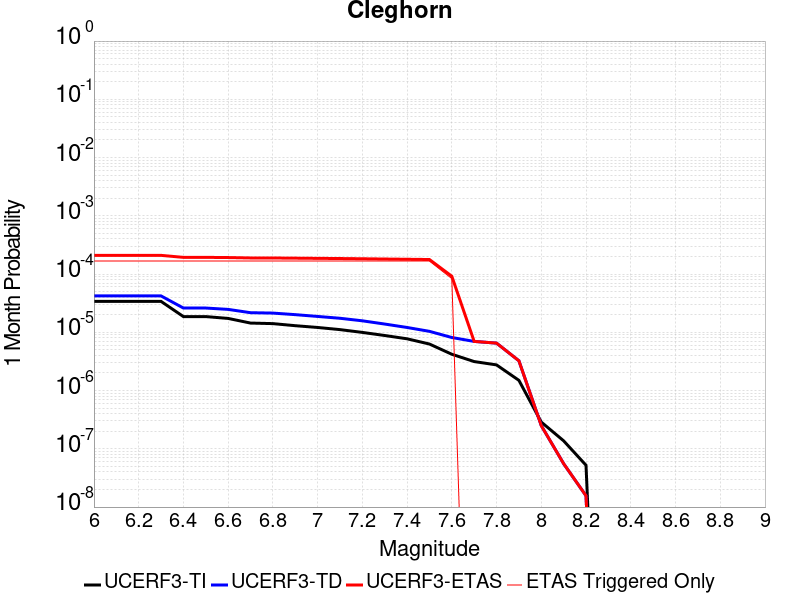 Cleghorn
1 Month Probability
10^0
10^-1
10^-2
10^-3
10^-4
10^-5
10^-6
10^-7
10^-8
6 6.2 6.4 6.6 6.8 7 7.2 7.4 7.6 7.8 8 8.2 8.4 8.6 8.8 9
Magnitude
UCERF3-TI UCERF3-TD UCERF3-ETAS ETAS Triggered Only